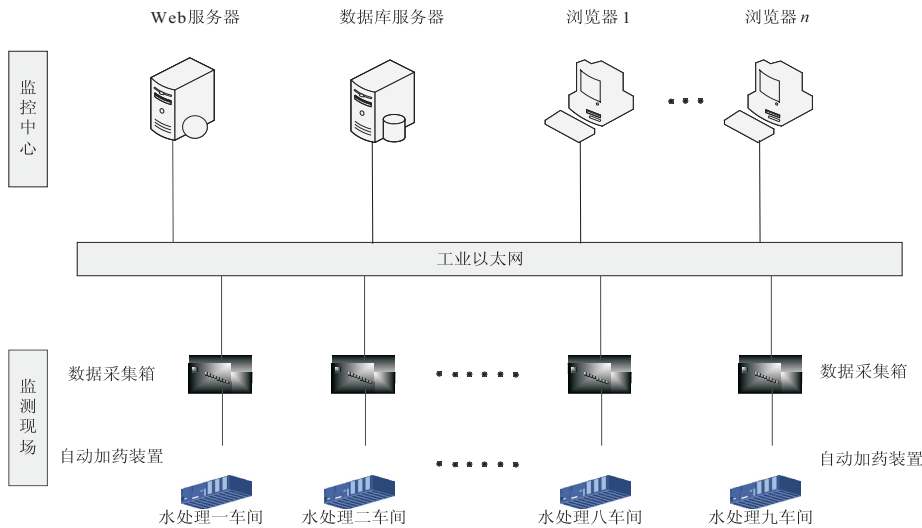 Web服务器
数据库服务器
浏览器 1
浏览器 n
监控中心
工业以太网
监测现场
数据采集箱
数据采集箱
自动加药装置
自动加药装置
水处理一车间
水处理二车间
水处理八车间
水处理九车间